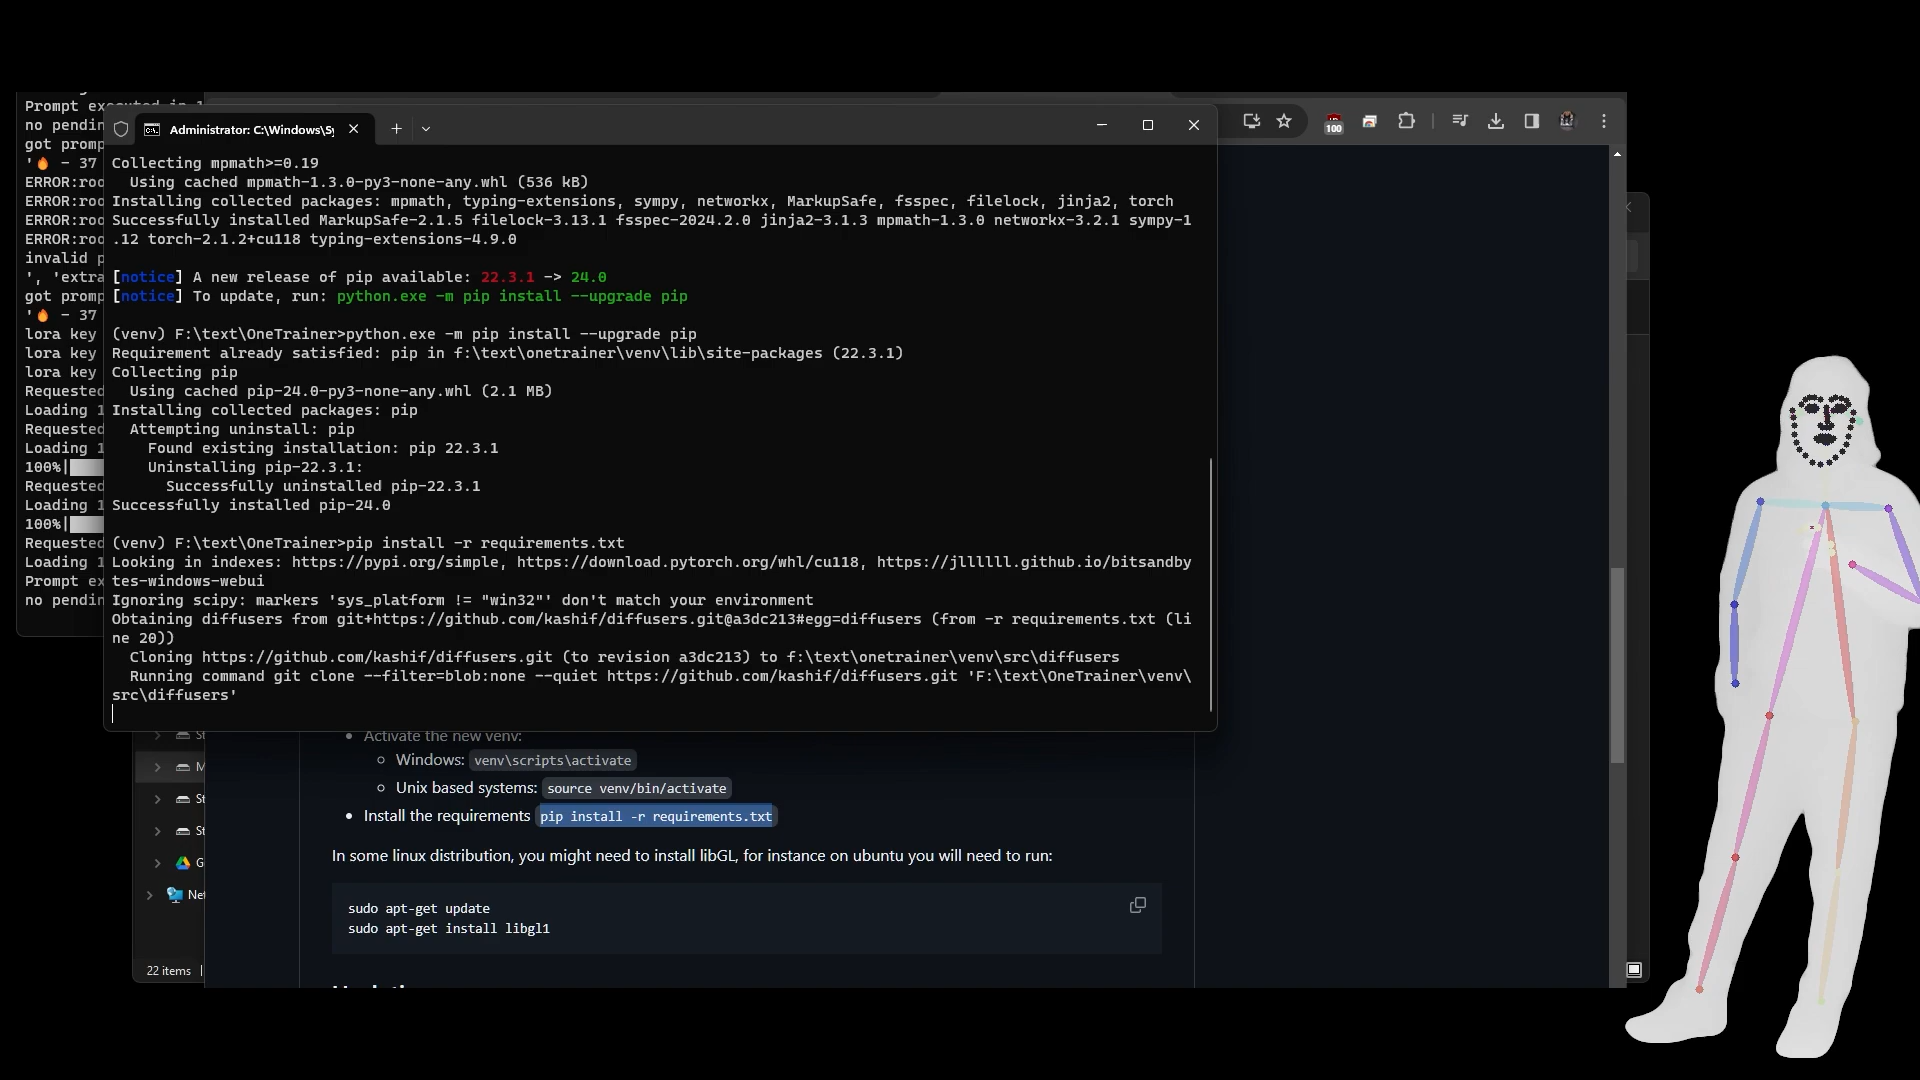 Prompt executed in 1
no pendin
got promp
'🔥 - 37
ERROR:roo
ERROR:roo
ERROR:roo
ERROR:roo
invalid p
', 'extra
got promp
'🔥 - 37
lora key
lora key
lora key
Requested
Loading 1
Requested
Loading 1
100%|
Requested
Loading 1
100%|
Requested
Loading 1
Prompt ex
no pendin
Administrator: C:\Windows\Sy
100
Collecting mpmath>=0.19
Using cached mpmath-1.3.0-py3-none-any.whl (536 kB)
Installing collected packages: mpmath, typing-extensions, sympy, networkx, MarkupSafe, fsspec, filelock, jinja2, torch
Successfully installed MarkupSafe-2.1.5 filelock-3.13.1 fsspec-2024.2.0 jinja2-3.1.3 mpmath-1.3.0 networkx-3.2.1 sympy-1
.12 torch-2.1.2+cu118 typing-extensions-4.9.0
[notice] A new release of pip available: 22.3.1 -> 24.0
[notice] To update, run: python.exe -m pip install --upgrade pip
(venv) F:\text\OneTrainer>python.exe -m pip install --upgrade pip
Requirement already satisfied: pip in f:\text\onetrainer\venv\lib\site-packages (22.3.1)
Collecting pip
Using cached pip-24.0-py3-none-any.whl (2.1 MB)
Installing collected packages: pip
Attempting uninstall: pip
Found existing installation: pip 22.3.1
Uninstalling pip-22.3.1:
Successfully uninstalled pip-22.3.1
Successfully installed pip-24.0
(venv) F:\text\OneTrainer>pip install -r requirements.txt
Looking in indexes: https://pypi.org/simple, https://download.pytorch.org/whl/cu118, https://jllllll.github.io/bitsandby
tes-windows-webui
Ignoring scipy: markers 'sys_platform != "win32"' don't match your environment
Obtaining diffusers from git+https://github.com/kashif/diffusers.git@a3dc213#egg=diffusers (from -r requirements.txt (li
ne 20))
Cloning https://github.com/kashif/diffusers.git (to revision a3dc213) to f:\text\onetrainer\venv\src\diffusers
Running command git clone --filter=blob:none --quiet https://github.com/kashif/diffusers.git 'F:\text\OneTrainer\venv\
src\diffusers'
St
M
St
St
G
Net
22 items
• Activate the new venv:
Windows: venv\scripts\activate
Unix based systems: source venv/bin/activate
• Install the requirements pip install -r requirements.txt
In some linux distribution, you might need to install libGL, for instance on ubuntu you will need to run:
sudo apt-get update
sudo apt-get install libgl1